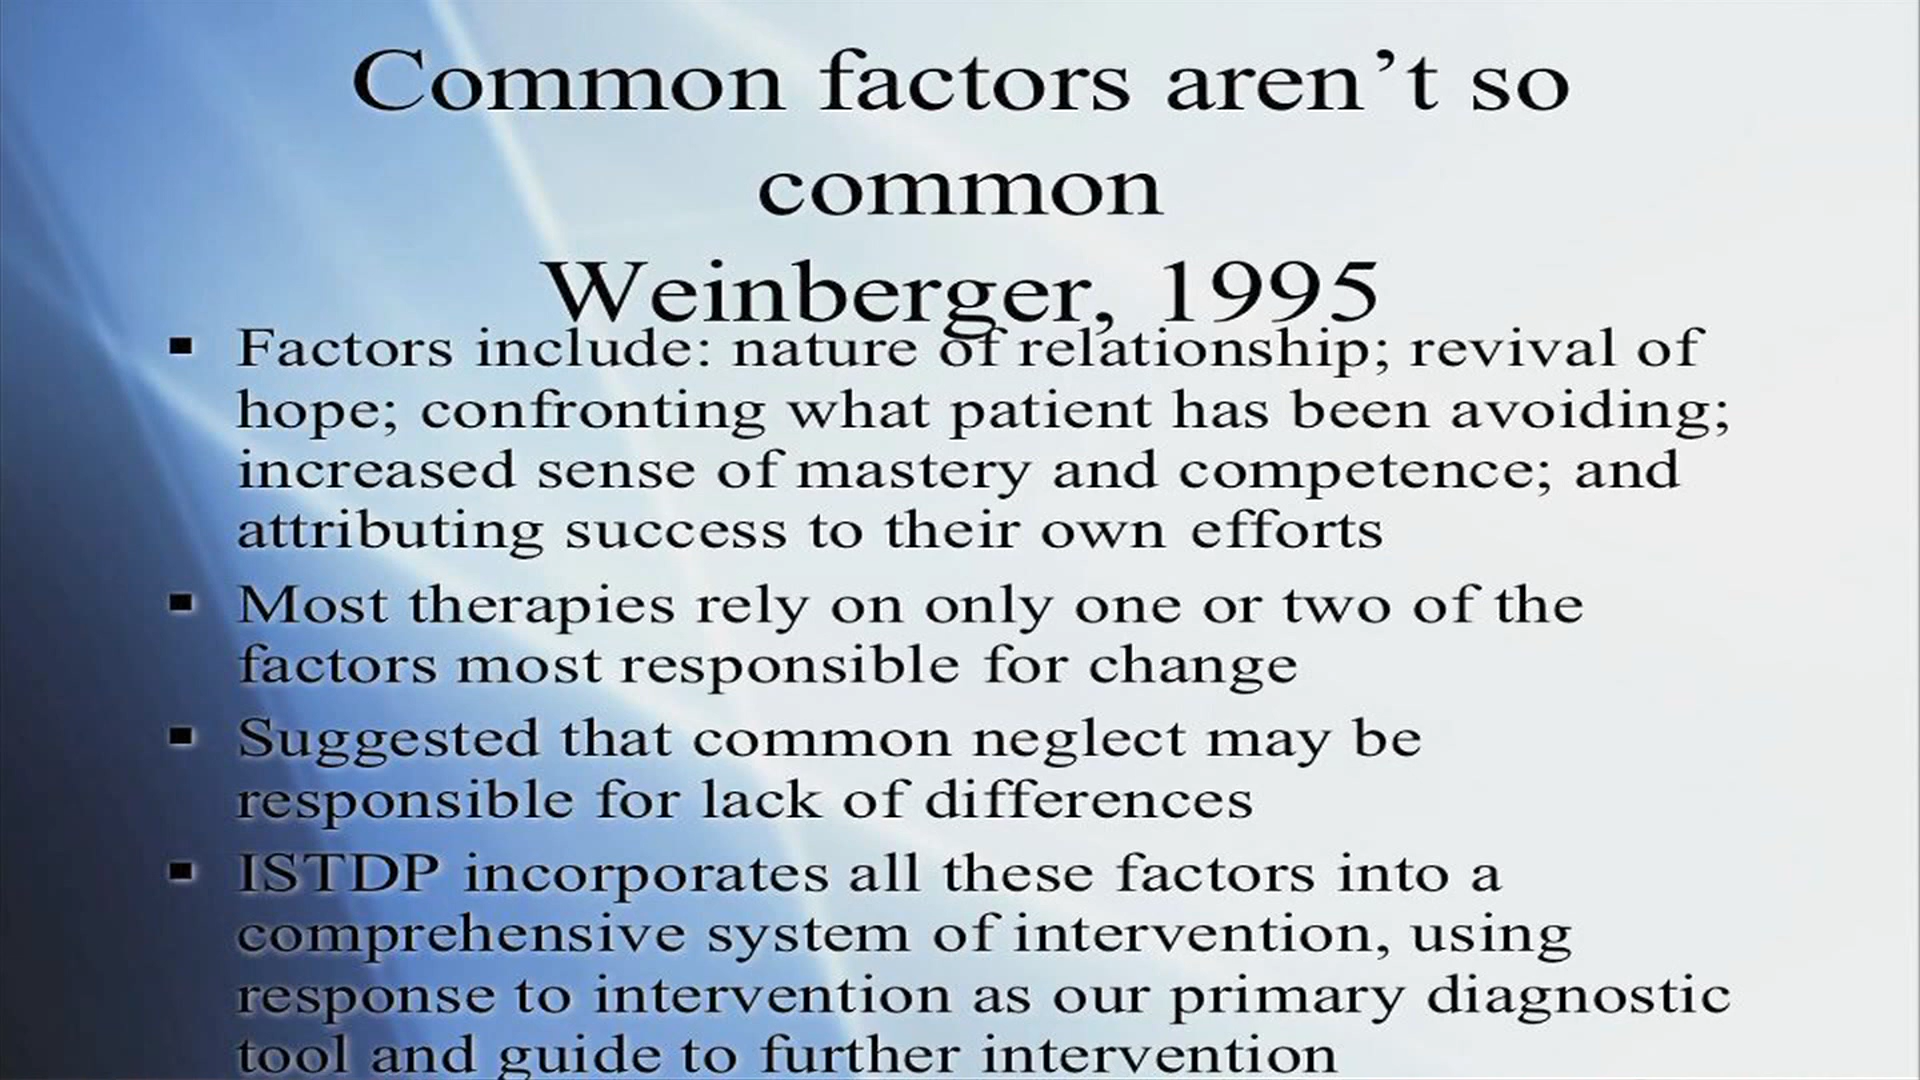 Common factors aren’t so
common
Weinberger, 1995
▪ Factors include: nature of relationship; revival of
hope; confronting what patient has been avoiding;
increased sense of mastery and competence; and
attributing success to their own efforts
▪ Most therapies rely on only one or two of the
factors most responsible for change
▪ Suggested that common neglect may be
responsible for lack of differences
▪ ISTDP incorporates all these factors into a
comprehensive system of intervention, using
response to intervention as our primary diagnostic
tool and guide to further intervention